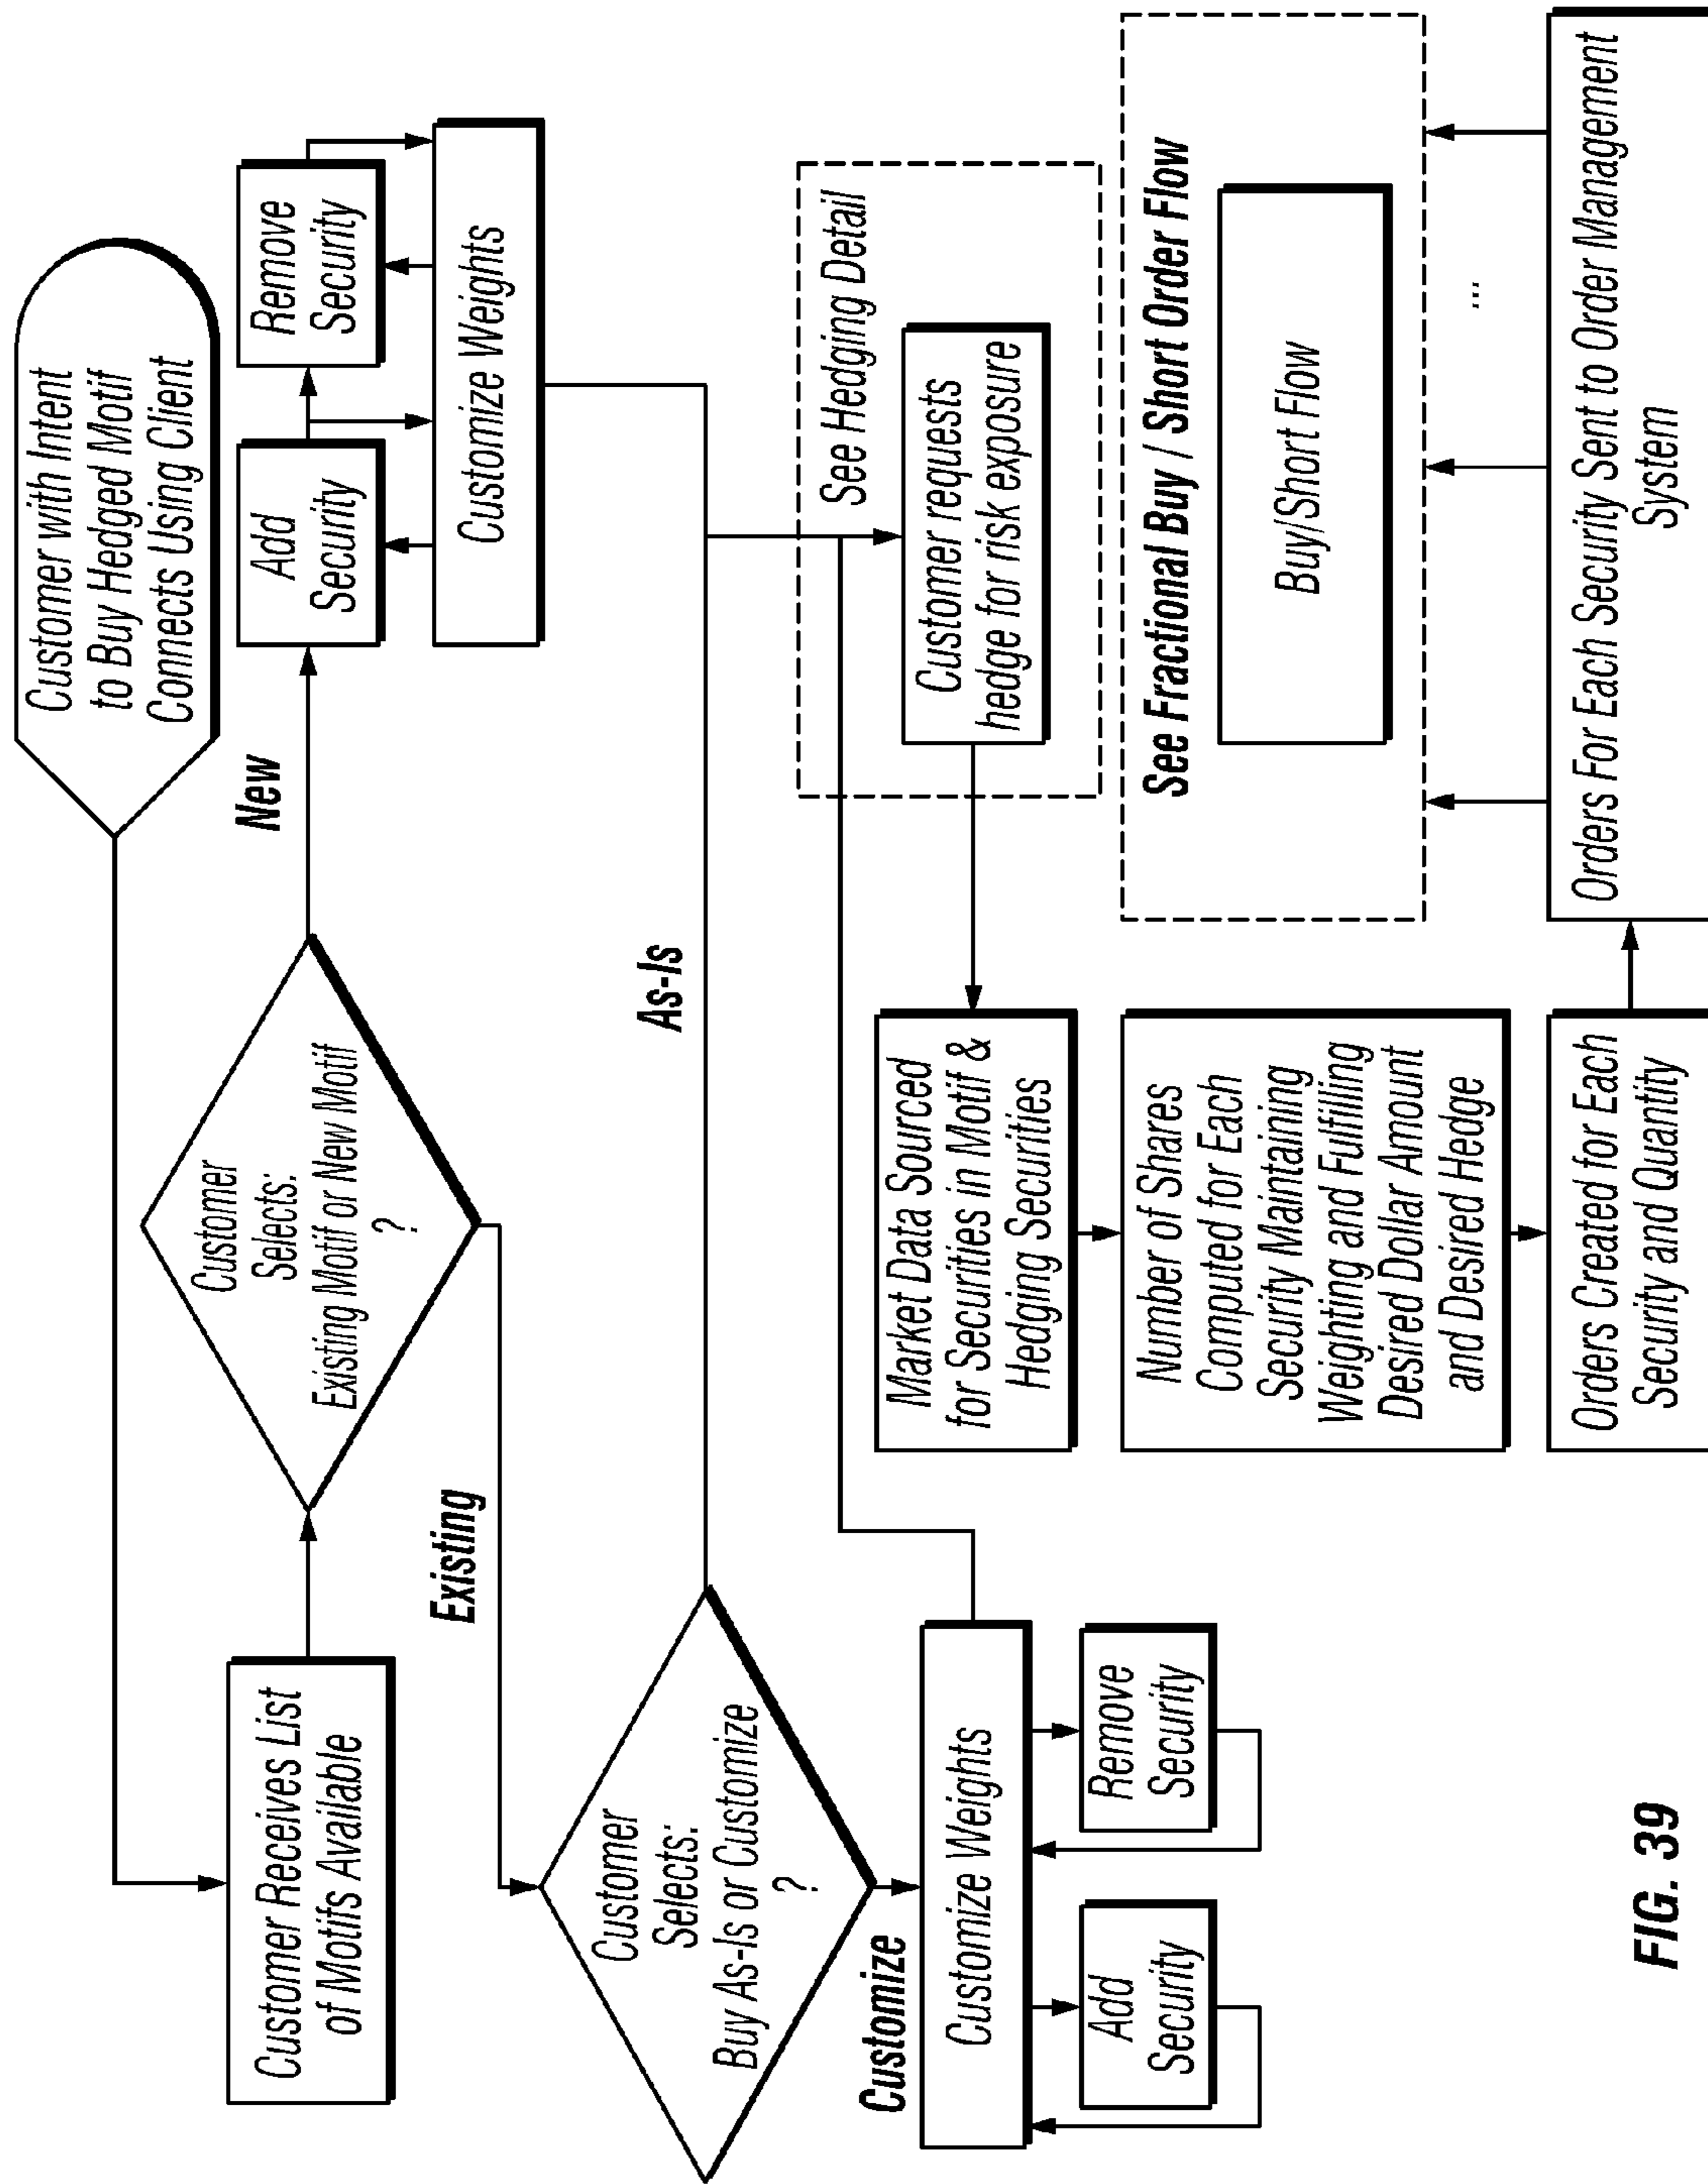 Customer with Intent
to Buy Hedged Motif
Connects Using Client
Customer Receives List
of Motifs Available
Customer
Selects:
Existing Motif or New Motif
?
New
Add
Security
Remove
Security
Customize Weights
Existing
Customer
Selects:
Buy As-Is or Customize
?
As-Is
Customize
Customize Weights
Add
Security
Remove
Security
See Hedging Detail
Customer requests
hedge for risk exposure
Market Data Sourced
for Securities in Motif &
Hedging Securities
Number of Shares
Computed for Each
Security Maintaining
Weighting and Fulfilling
Desired Dollar Amount
and Desired Hedge
See Fractional Buy / Short Order Flow
Buy/Short Flow
...
Orders Created for Each
Security and Quantity
Orders For Each Security Sent to Order Management
System
FIG. 39